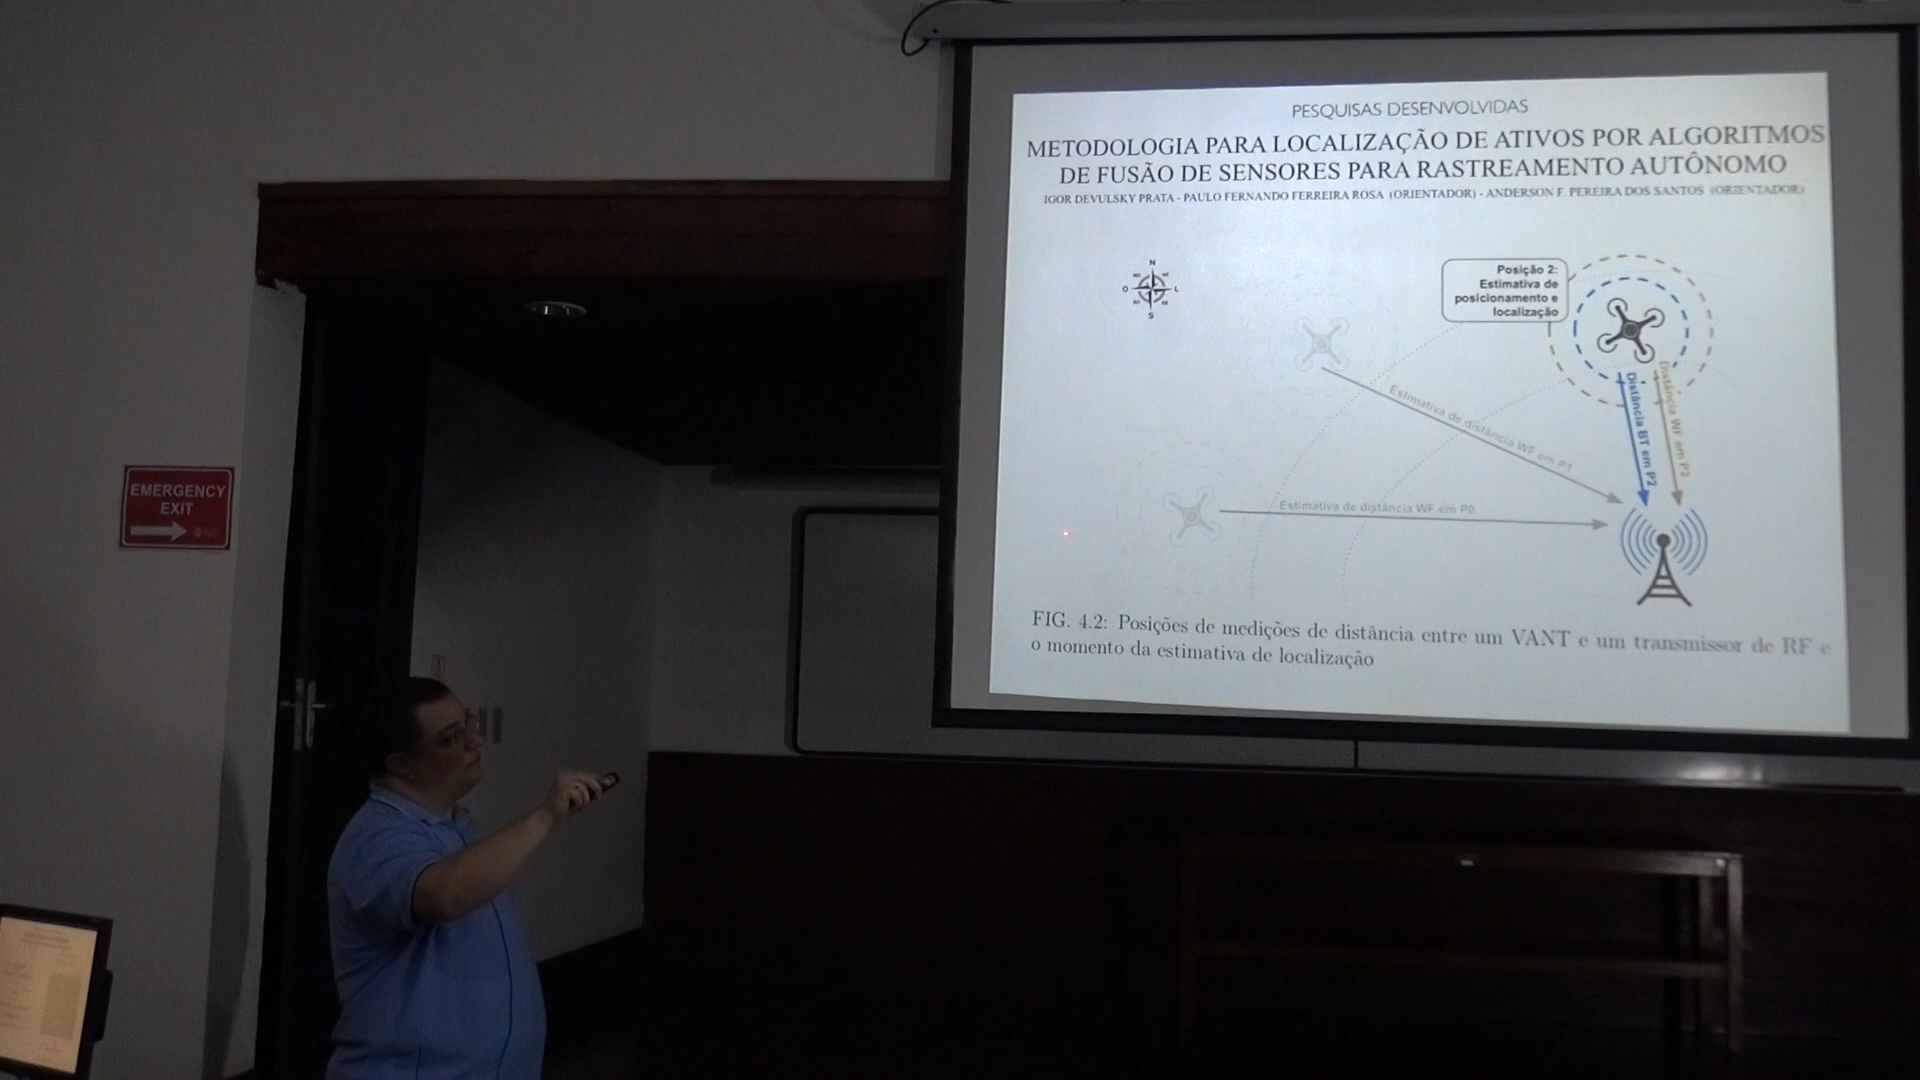 PESQUISAS DESENVOLVIDAS
METODOLOGIA PARA LOCALIZAÇÃO DE ATIVOS POR ALGORITMOS
DE FUSÃO DE SENSORES PARA RASTREAMENTO AUTÔNOMO
IGOR DEVULSKY PRATA - PAULO FERNANDO FERREIRA ROSA (ORIENTADOR) - ANDERSON F. PEREIRA DOS SANTOS (ORIENTADOR)
N
O
L
S
Posição 2:
Estimativa de
posicionamento e
localização
Distância BT em P2
Distância WF em P2
Estimativa de distância WF em P1
Estimativa de distância WF em P0
FIG. 4.2: Posições de medições de distância entre um VANT e um transmissor de RF e
o momento da estimativa de localização
EMERGENCY
EXIT